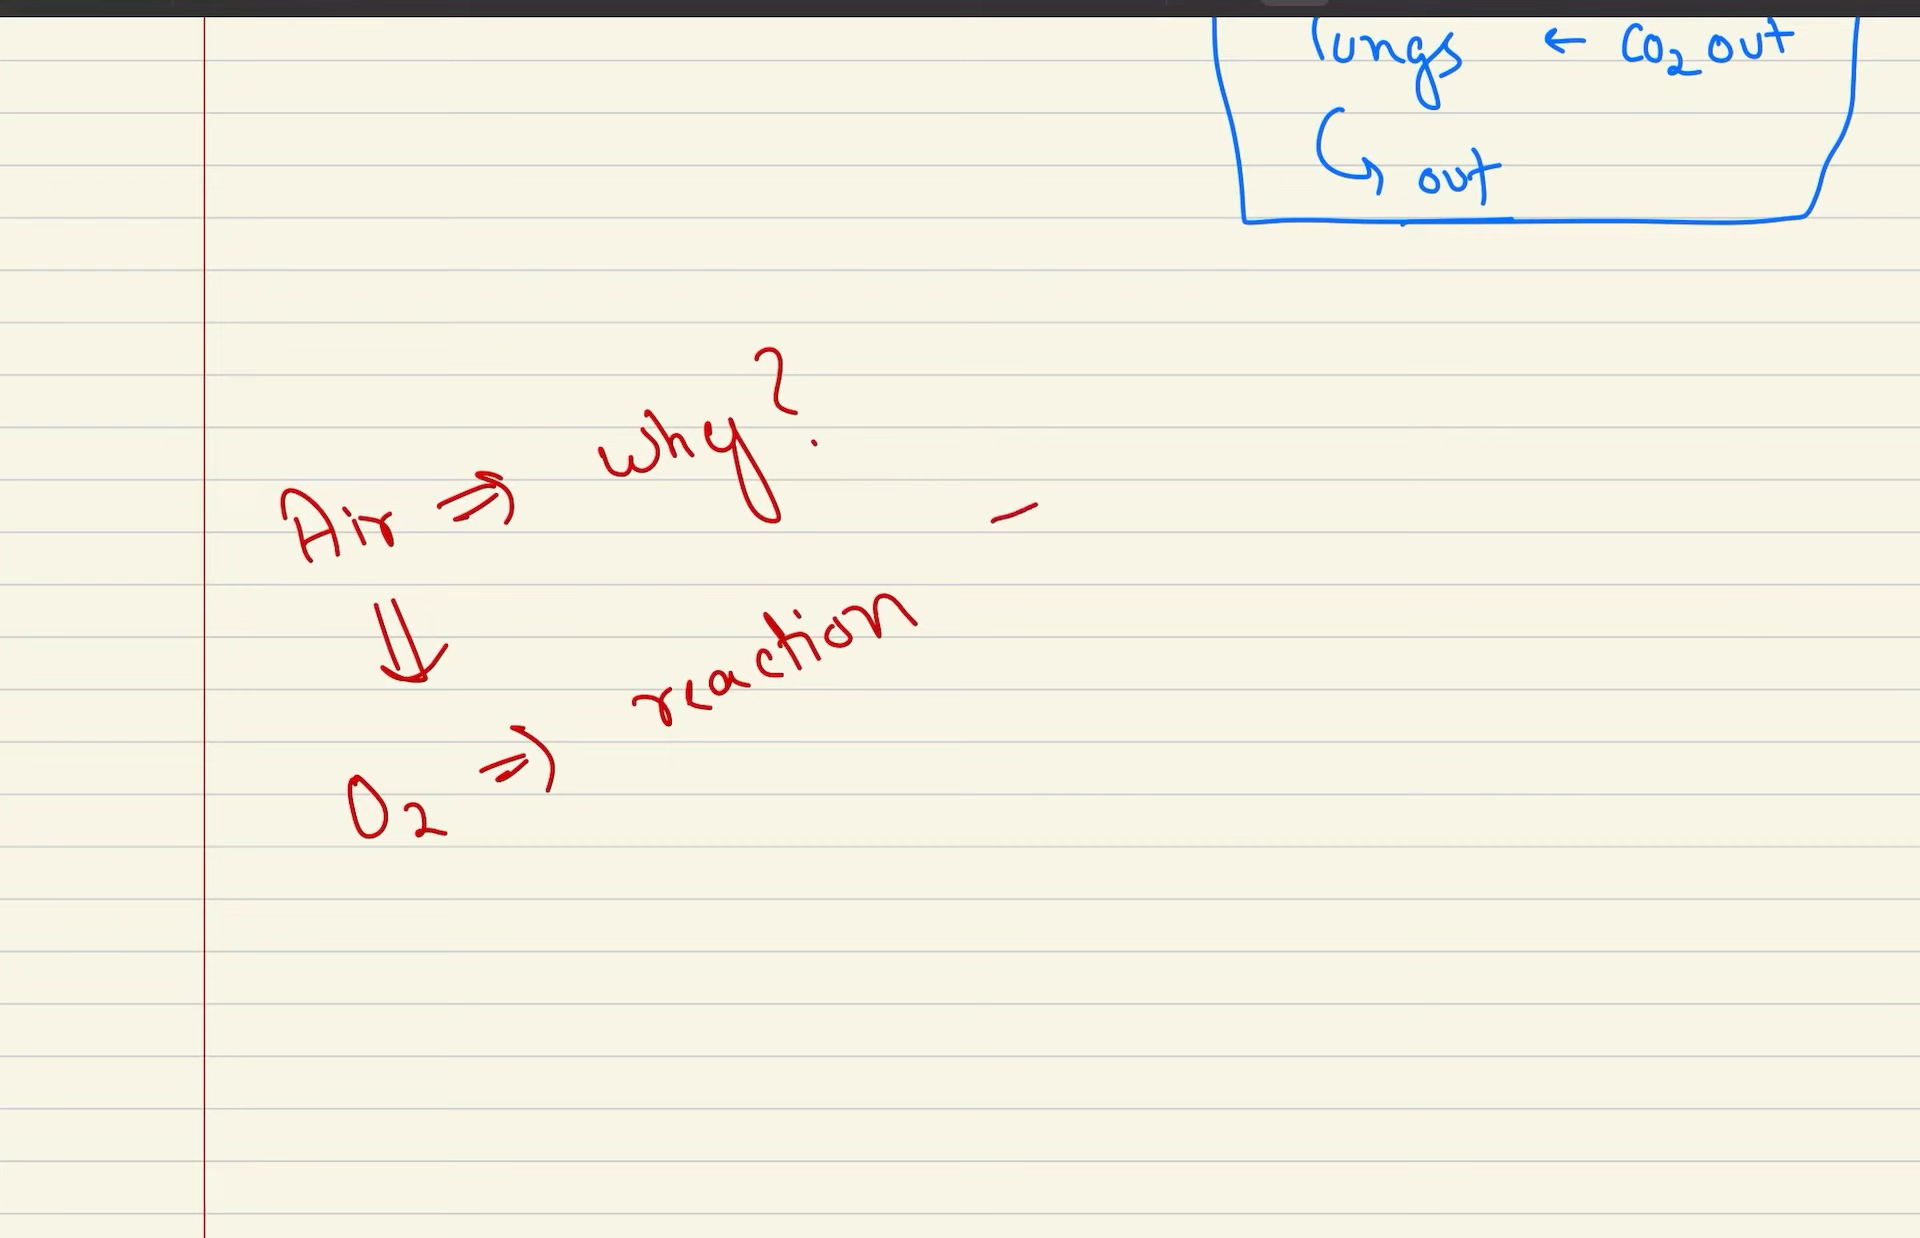 lungs ← CO₂ out
↳ out
Air ⇒ why?
⇓
O₂ ⇒ reaction –